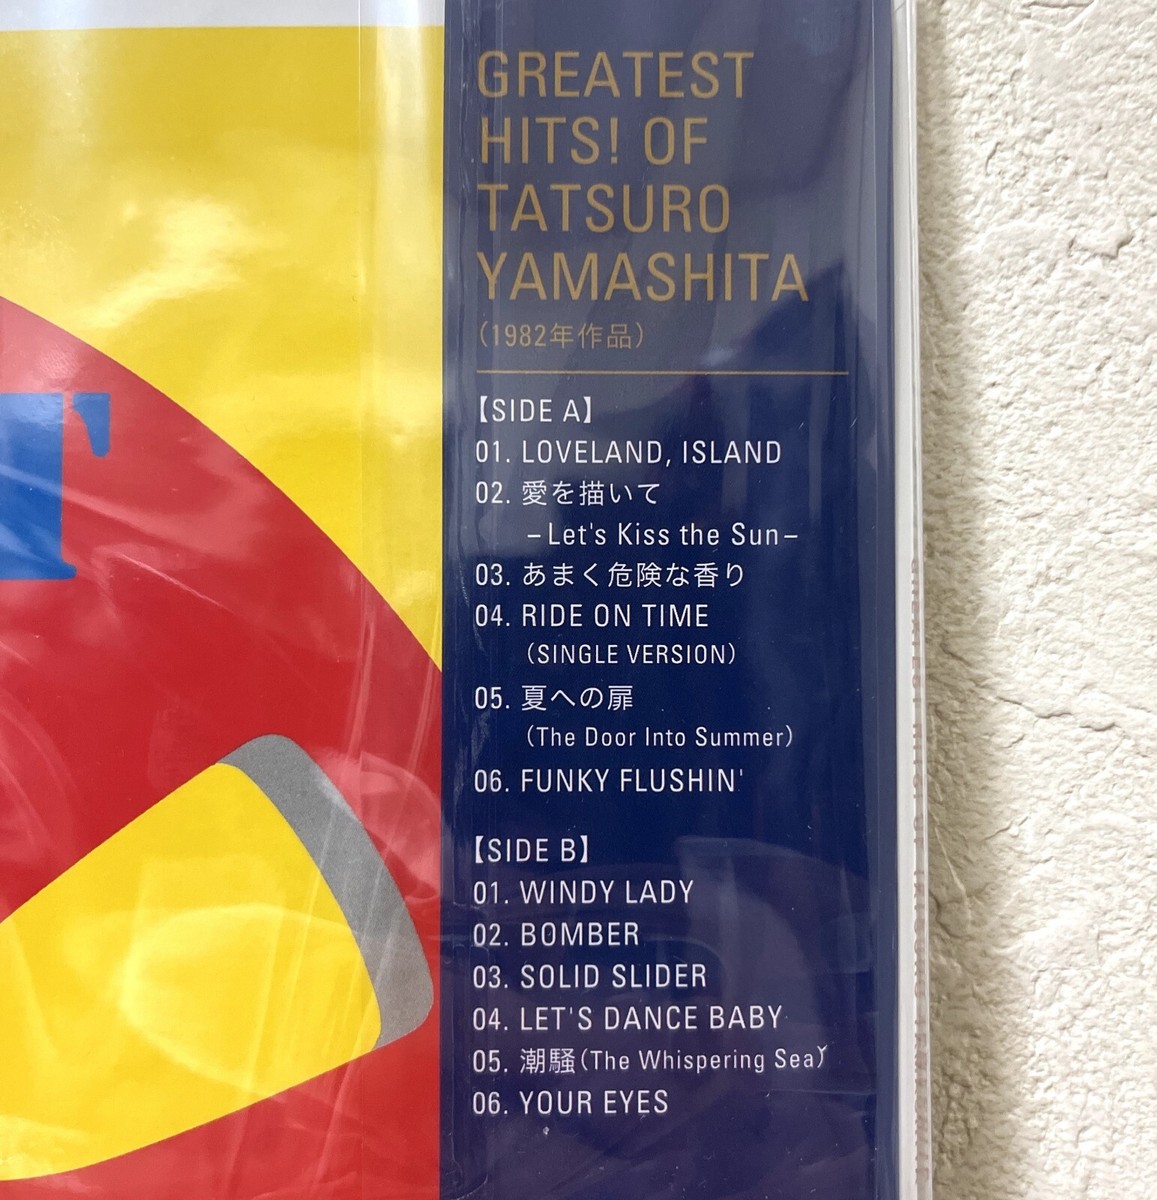 GREATEST
HITS! OF
TATSURO
YAMASHITA
（1982年作品）
【SIDE A】
01. LOVELAND, ISLAND
02. 愛を描いて
–Let's Kiss the Sun–
03. あまく危険な香り
04. RIDE ON TIME
（SINGLE VERSION）
05. 夏への扉
（The Door Into Summer）
06. FUNKY FLUSHIN'
【SIDE B】
01. WINDY LADY
02. BOMBER
03. SOLID SLIDER
04. LET'S DANCE BABY
05. 潮騒（The Whispering Sea）
06. YOUR EYES
T